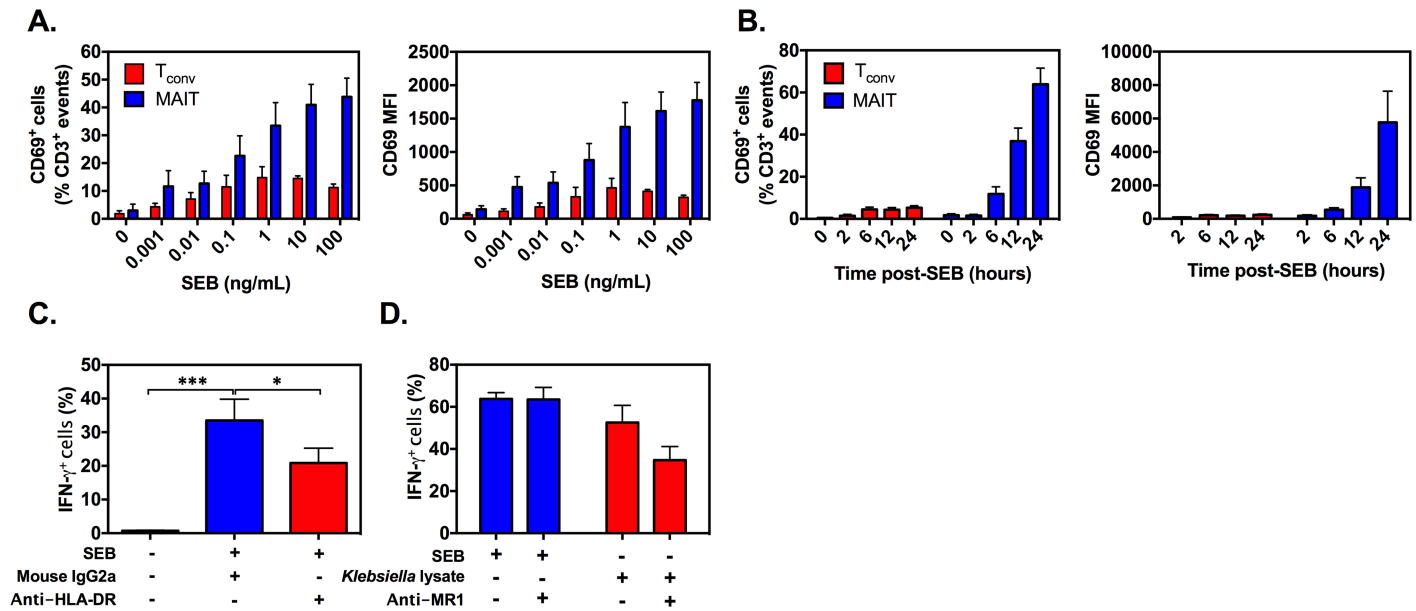 A.
60
50
40
30
20
10
0
CD69+ cells
(% CD3+ events)
Tconv
MAIT
0
0.001
0.01
0.1
1
10
100
SEB (ng/mL)
2500
2000
1500
1000
500
0
CD69 MFI
0
0.001
0.01
0.1
1
10
100
SEB (ng/mL)
B.
80
60
40
20
0
CD69+ cells
(% CD3+ events)
Tconv
MAIT
0
2
6
12
24
0
2
6
12
24
Time post-SEB (hours)
10000
8000
6000
4000
2000
0
CD69 MFI
2
6
12
24
2
6
12
24
Time post-SEB (hours)
C.
50
40
30
20
10
0
IFN-γ+ cells (%)
*** *
SEB - + +
Mouse IgG2a - + -
Anti-HLA-DR - - +
D.
80
60
40
20
0
IFN-γ+ cells (%)
SEB + + - -
Klebsiella lysate - - + +
Anti-MR1 - + - +